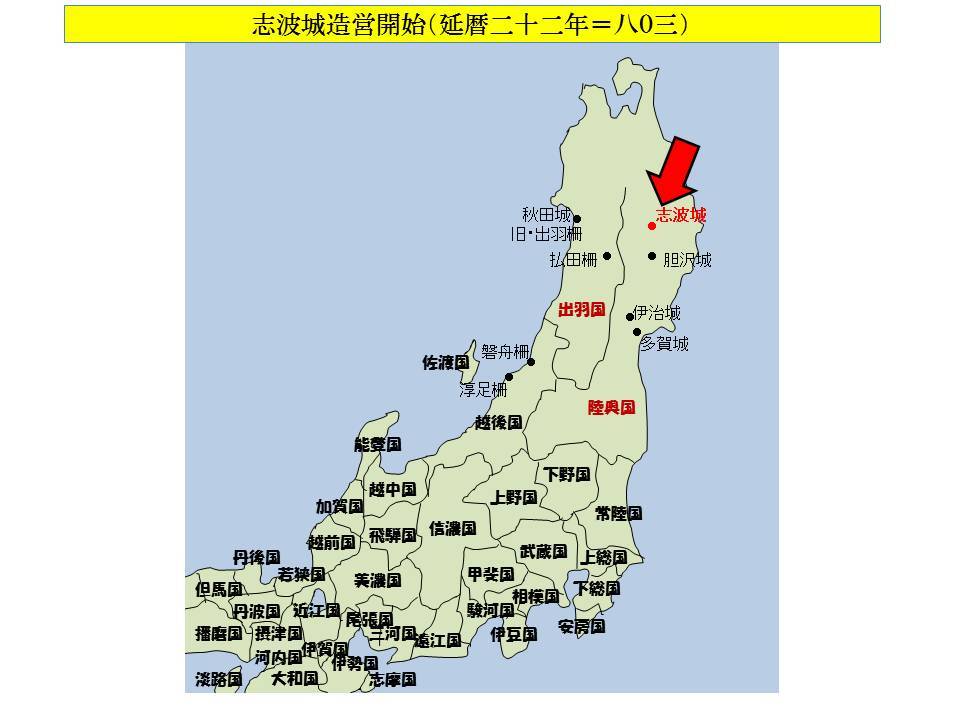 志波城造営開始（延暦二十二年＝八〇三）
志波城
秋田城
旧・出羽柵
払田柵
胆沢城
出羽国
伊治城
多賀城
磐舟柵
佐渡国
淳足柵
陸奥国
越後国
能登国
下野国
越中国
上野国
加賀国
常陸国
信濃国
飛騨国
越前国
武蔵国
丹後国
上総国
若狭国
甲斐国
美濃国
但馬国
下総国
相模国
丹波国
近江国
駿河国
尾張国
安房国
播磨国
摂津国
三河国
遠江国
伊豆国
伊賀国
河内国
伊勢国
淡路国
大和国
志摩国